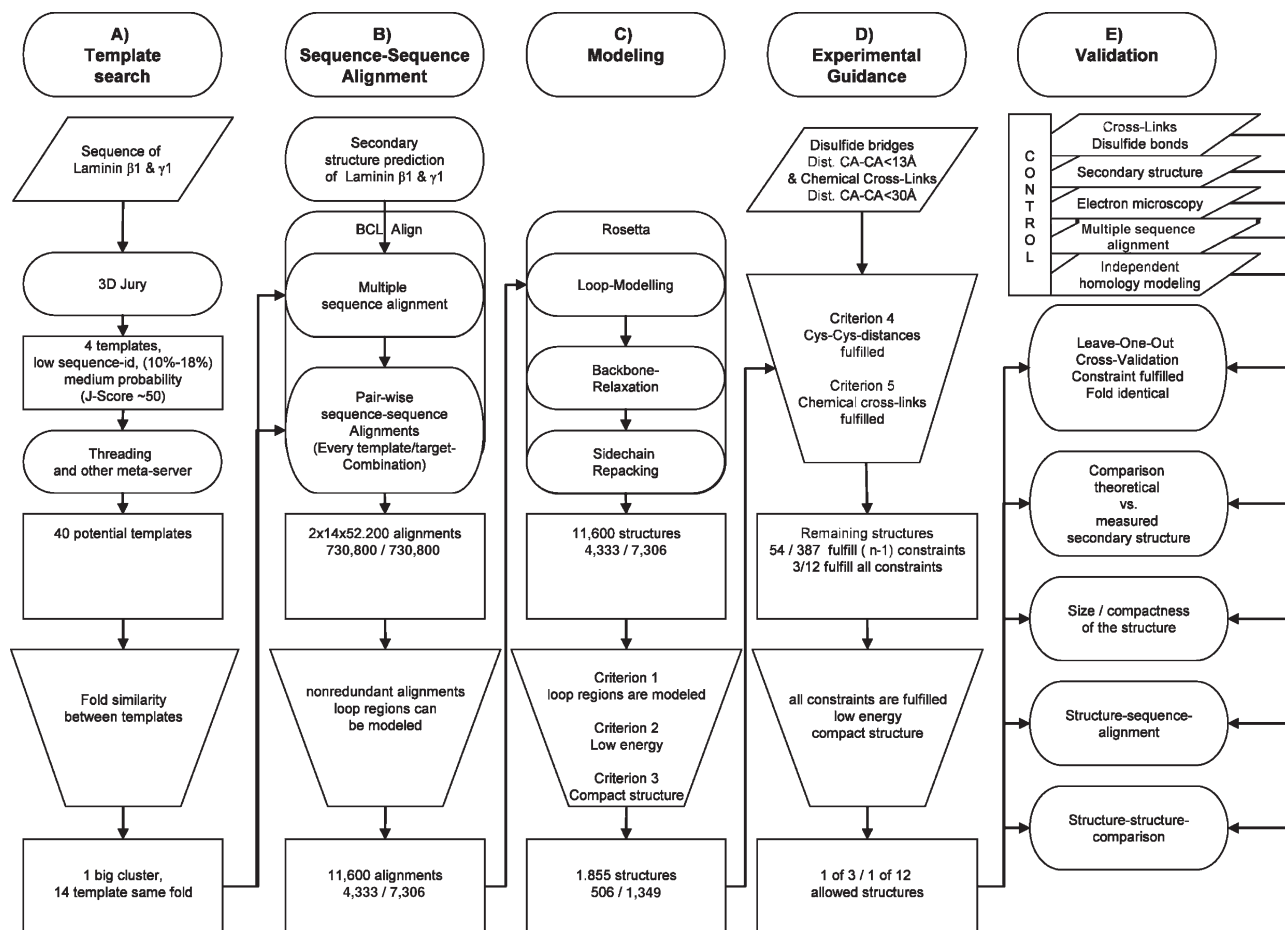 A)
Template
search
Sequence of
Laminin β1 & γ1
3D Jury
4 templates,
low sequence-id, (10%-18%)
medium probability
(J-Score ~50)
Threading
and other meta-server
40 potential templates
Fold similarity
between templates
1 big cluster,
14 template same fold
B)
Sequence-Sequence
Alignment
Secondary
structure prediction
of Laminin β1 & γ1
BCL Align
Multiple
sequence alignment
Pair-wise
sequence-sequence
Alignments
(Every template/target-
Combination)
2x14x52.200 alignments
730,800 / 730,800
nonredundant alignments
loop regions can
be modeled
11,600 alignments
4,333 / 7,306
C)
Modeling
Rosetta
Loop-Modelling
Backbone-
Relaxation
Sidechain
Repacking
11,600 structures
4,333 / 7,306
Criterion 1
loop regions are modeled
Criterion 2
Low energy
Criterion 3
Compact structure
1.855 structures
506 / 1,349
D)
Experimental
Guidance
Disulfide bridges
Dist. CA-CA<13Å
& Chemical Cross-Links
Dist. CA-CA<30Å
Criterion 4
Cys-Cys-distances
fulfilled
Criterion 5
Chemical cross-links
fulfilled
Remaining structures
54 / 387 fulfill ( n-1) constraints
3/12 fulfill all constraints
all constraints are fulfilled
low energy
compact structure
1 of 3 / 1 of 12
allowed structures
E)
Validation
CONTROL
Cross-Links
Disulfide bonds
Secondary structure
Electron microscopy
Multiple sequence
alignment
Independent
homology modeling
Leave-One-Out
Cross-Validation
Constraint fulfilled
Fold identical
Comparison
theoretical
vs.
measured
secondary structure
Size / compactness
of the structure
Structure-sequence-
alignment
Structure-structure-
comparison